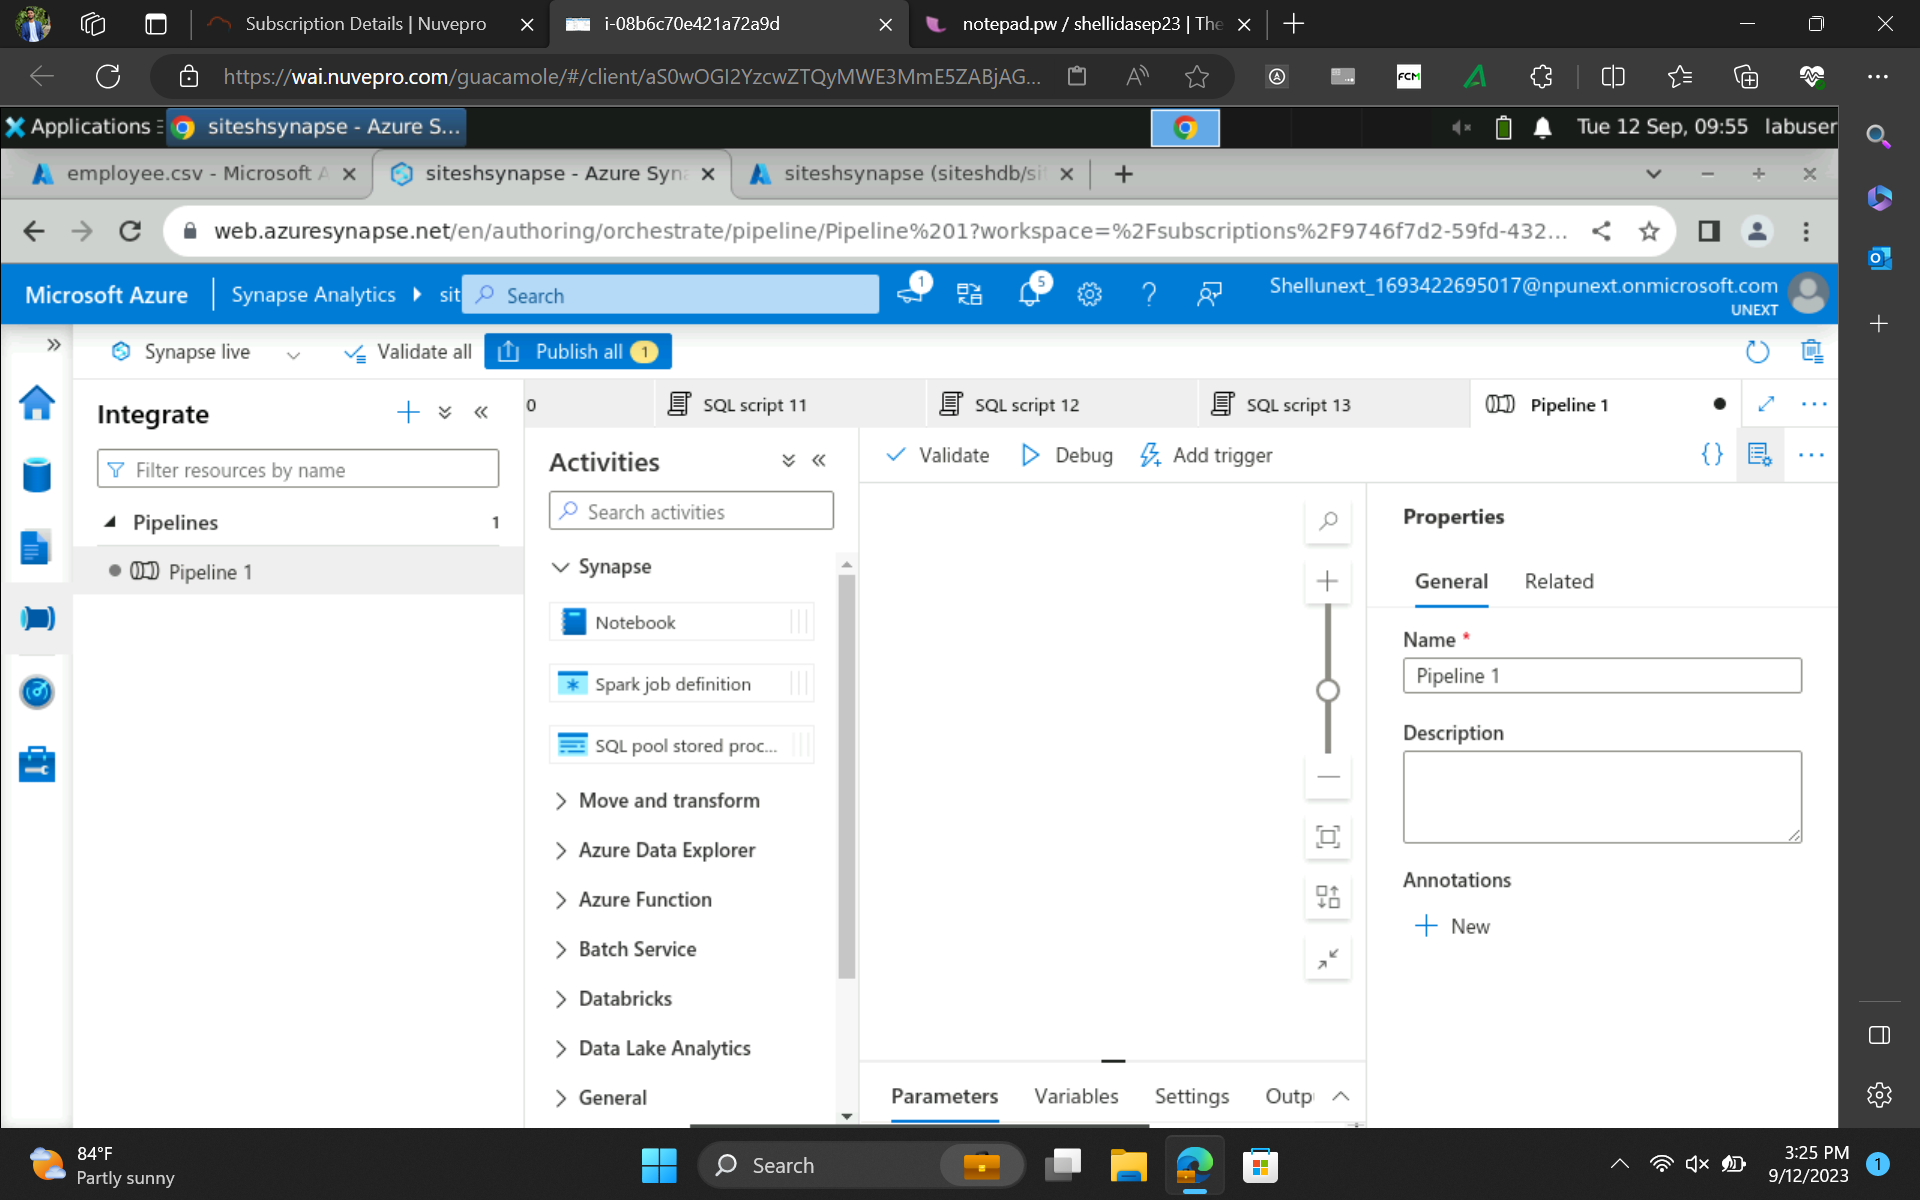 Subscription Details | Nuvepro
i-08b6c70e421a72a9d
notepad.pw / shellidasep23 | The
https://wai.nuvepro.com/guacamole/#/client/aS0wOGI2YzcwZTQyMWE3MmE5ZABjAG...
FCM
Applications
siteshsynapse - Azure S...
Tue 12 Sep, 09:55
labuser
employee.csv - Microsoft A
siteshsynapse - Azure Syna
siteshsynapse (siteshdb/sit
web.azuresynapse.net/en/authoring/orchestrate/pipeline/Pipeline%201?workspace=%2Fsubscriptions%2F9746f7d2-59fd-432...
Microsoft Azure
Synapse Analytics
sit
Search
1
5
Shellunext_1693422695017@npunext.onmicrosoft.com
UNEXT
Synapse live
Validate all
Publish all 1
Integrate
Filter resources by name
Pipelines
1
Pipeline 1
0
SQL script 11
SQL script 12
SQL script 13
Pipeline 1
Activities
Search activities
Synapse
Notebook
Spark job definition
SQL pool stored proc...
Move and transform
Azure Data Explorer
Azure Function
Batch Service
Databricks
Data Lake Analytics
General
Validate
Debug
Add trigger
Parameters
Variables
Settings
Outp
Properties
General
Related
Name *
Pipeline 1
Description
Annotations
New
84°F
Partly sunny
Search
3:25 PM
9/12/2023
1